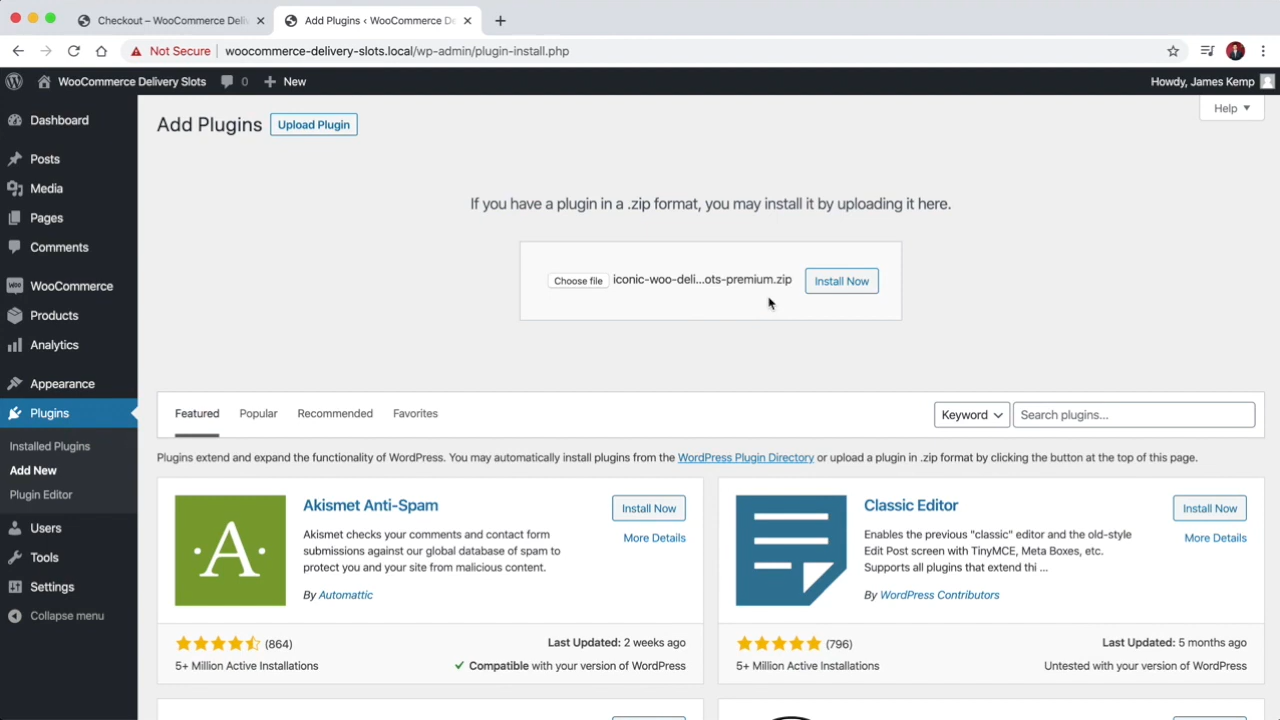 Checkout – WooCommerce Deli
Add Plugins ‹ WooCommerce De
Not Secure
woocommerce-delivery-slots.local/wp-admin/plugin-install.php
WooCommerce Delivery Slots
0
New
Howdy, James Kemp
Dashboard
Posts
Media
Pages
Comments
WooCommerce
Products
Analytics
Appearance
Plugins
Installed Plugins
Add New
Plugin Editor
Users
Tools
Settings
Collapse menu
Help
Add Plugins
Upload Plugin
If you have a plugin in a .zip format, you may install it by uploading it here.
Choose file
iconic-woo-deli...ots-premium.zip
Install Now
Featured
Popular
Recommended
Favorites
Keyword
Search plugins...
Plugins extend and expand the functionality of WordPress. You may automatically install plugins from the WordPress Plugin Directory or upload a plugin in .zip format by clicking the button at the top of this page.
·A·
Akismet Anti-Spam
Install Now
More Details
Akismet checks your comments and contact form
submissions against our global database of spam to
protect you and your site from malicious content.
By Automattic
(864)
Last Updated: 2 weeks ago
5+ Million Active Installations
Compatible with your version of WordPress
Classic Editor
Install Now
More Details
Enables the previous "classic" editor and the old-style
Edit Post screen with TinyMCE, Meta Boxes, etc.
Supports all plugins that extend thi ...
By WordPress Contributors
(796)
Last Updated: 5 months ago
5+ Million Active Installations
Untested with your version of WordPress